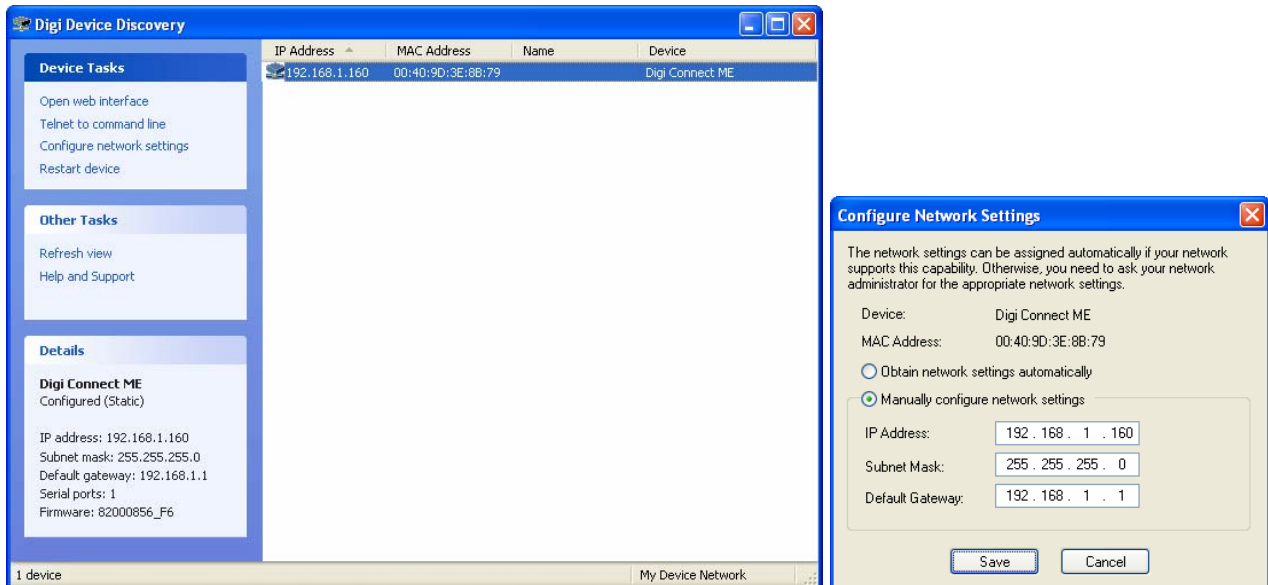 Digi Device Discovery
Device Tasks
Open web interface
Telnet to command line
Configure network settings
Restart device
Other Tasks
Refresh view
Help and Support
Details
Digi Connect ME
Configured (Static)
IP address: 192.168.1.160
Subnet mask: 255.255.255.0
Default gateway: 192.168.1.1
Serial ports: 1
Firmware: 82000856_F6
IP Address MAC Address Name Device
192.168.1.160 00:40:9D:3E:8B:79 Digi Connect ME
1 device My Device Network
Configure Network Settings
The network settings can be assigned automatically if your network
supports this capability. Otherwise, you need to ask your network
administrator for the appropriate network settings.
Device: Digi Connect ME
MAC Address: 00:40:9D:3E:8B:79
Obtain network settings automatically
Manually configure network settings
IP Address: 192 . 168 . 1 . 160
Subnet Mask: 255 . 255 . 255 . 0
Default Gateway: 192 . 168 . 1 . 1
Save Cancel